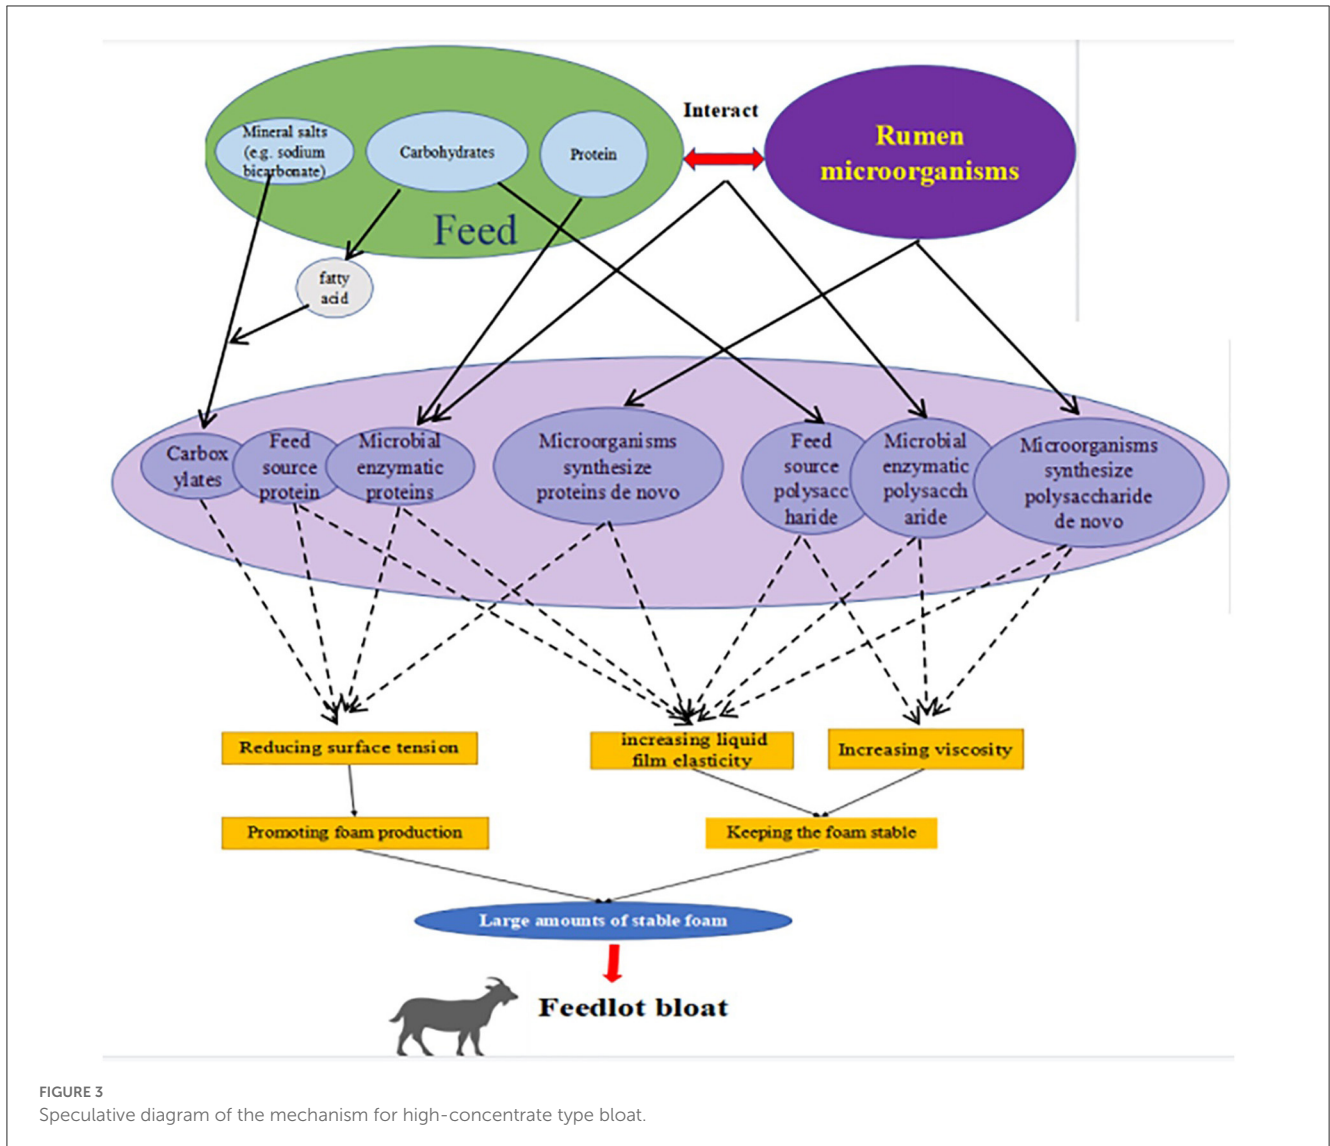 Interact
Mineral salts
(e.g. sodium
bicarbonate)
Carbohydrates
Protein
Feed
Rumen
microorganisms
fatty
acid
Carbox
ylates
Feed
source
protein
Microbial
enzymatic
proteins
Microorganisms
synthesize
proteins de novo
Feed
source
polysacc
haride
Microbial
enzymatic
polysacch
aride
Microorganisms
synthesize
polysaccharide
de novo
Reducing surface tension
increasing liquid
film elasticity
Increasing viscosity
Promoting foam production
Keeping the foam stable
Large amounts of stable foam
Feedlot bloat
FIGURE 3
Speculative diagram of the mechanism for high-concentrate type bloat.